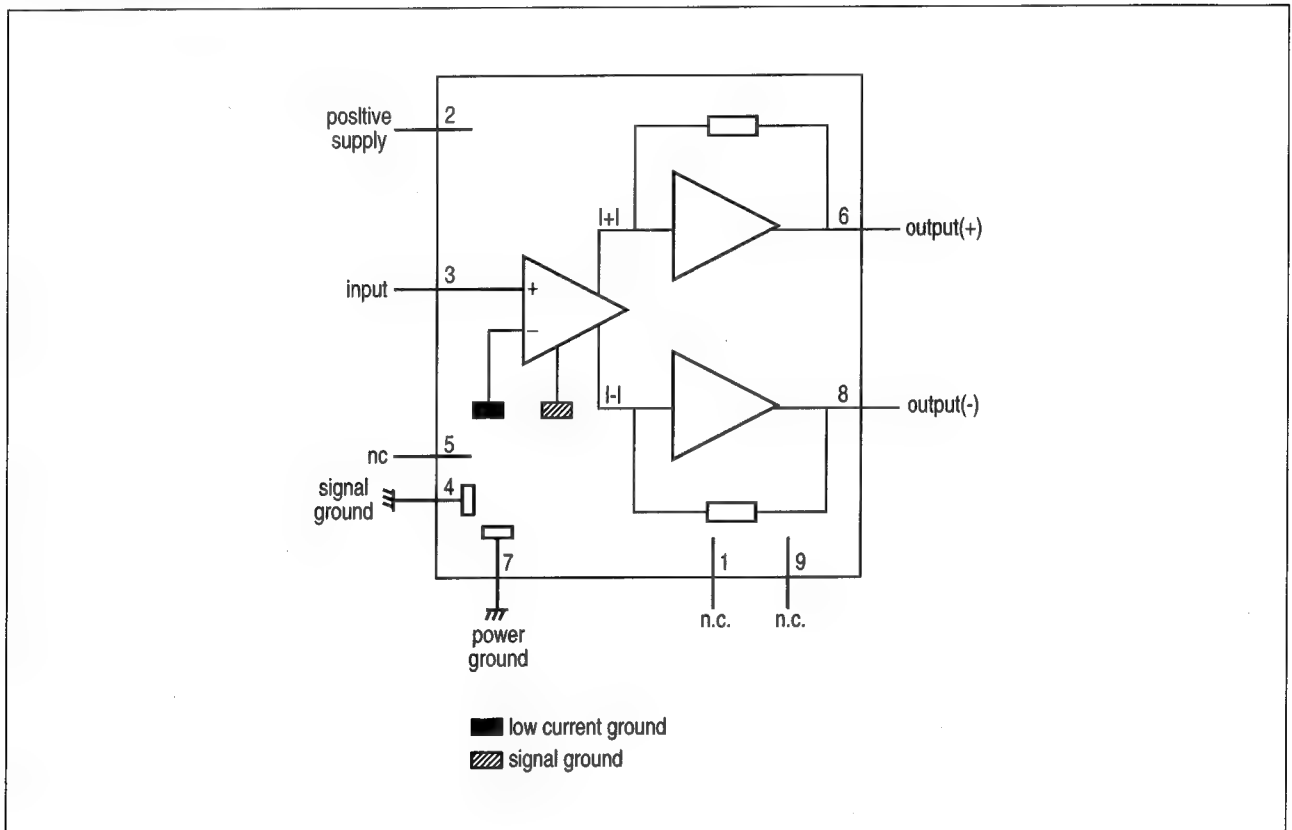 positive
supply
2
I+I
6
output(+)
input
3
+
−
I-I
8
output(-)
nc
5
signal
ground
4
7
1
9
power
ground
n.c.
n.c.
low current ground
signal ground